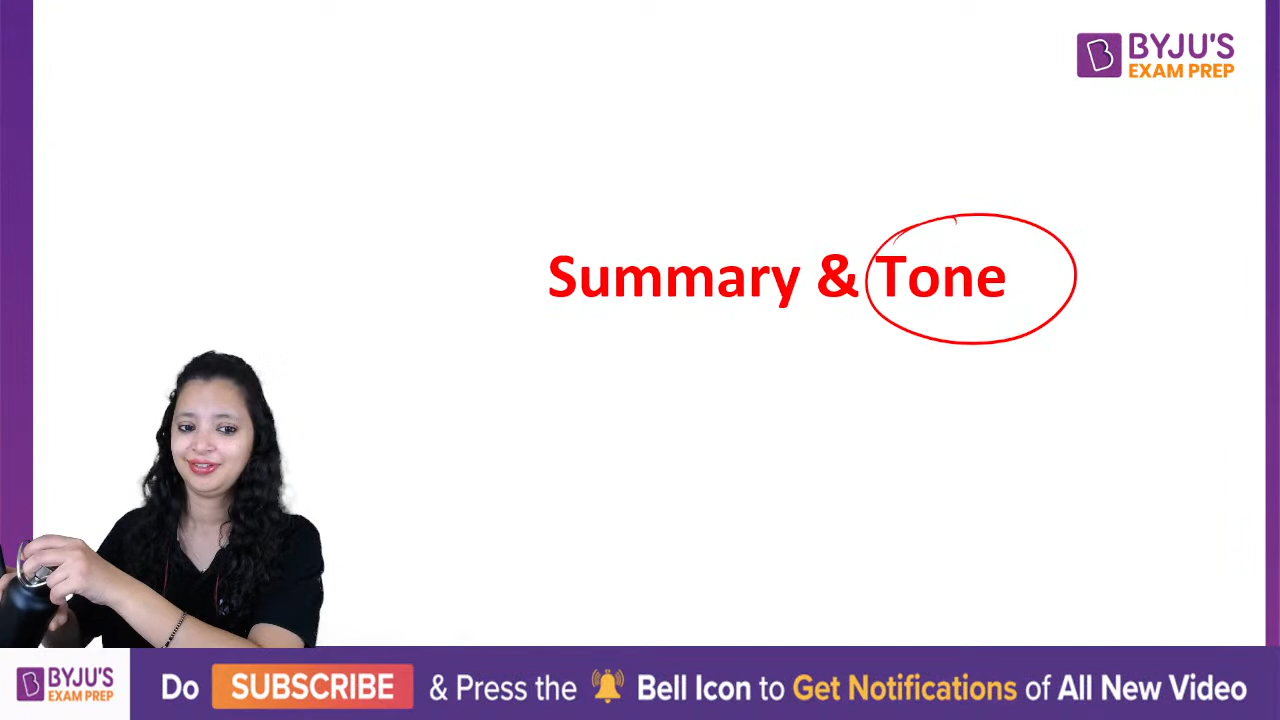 BYJU'S
EXAM PREP
Summary & Tone
BYJU'S
EXAM PREP
Do SUBSCRIBE & Press the Bell Icon to Get Notifications of All New Video